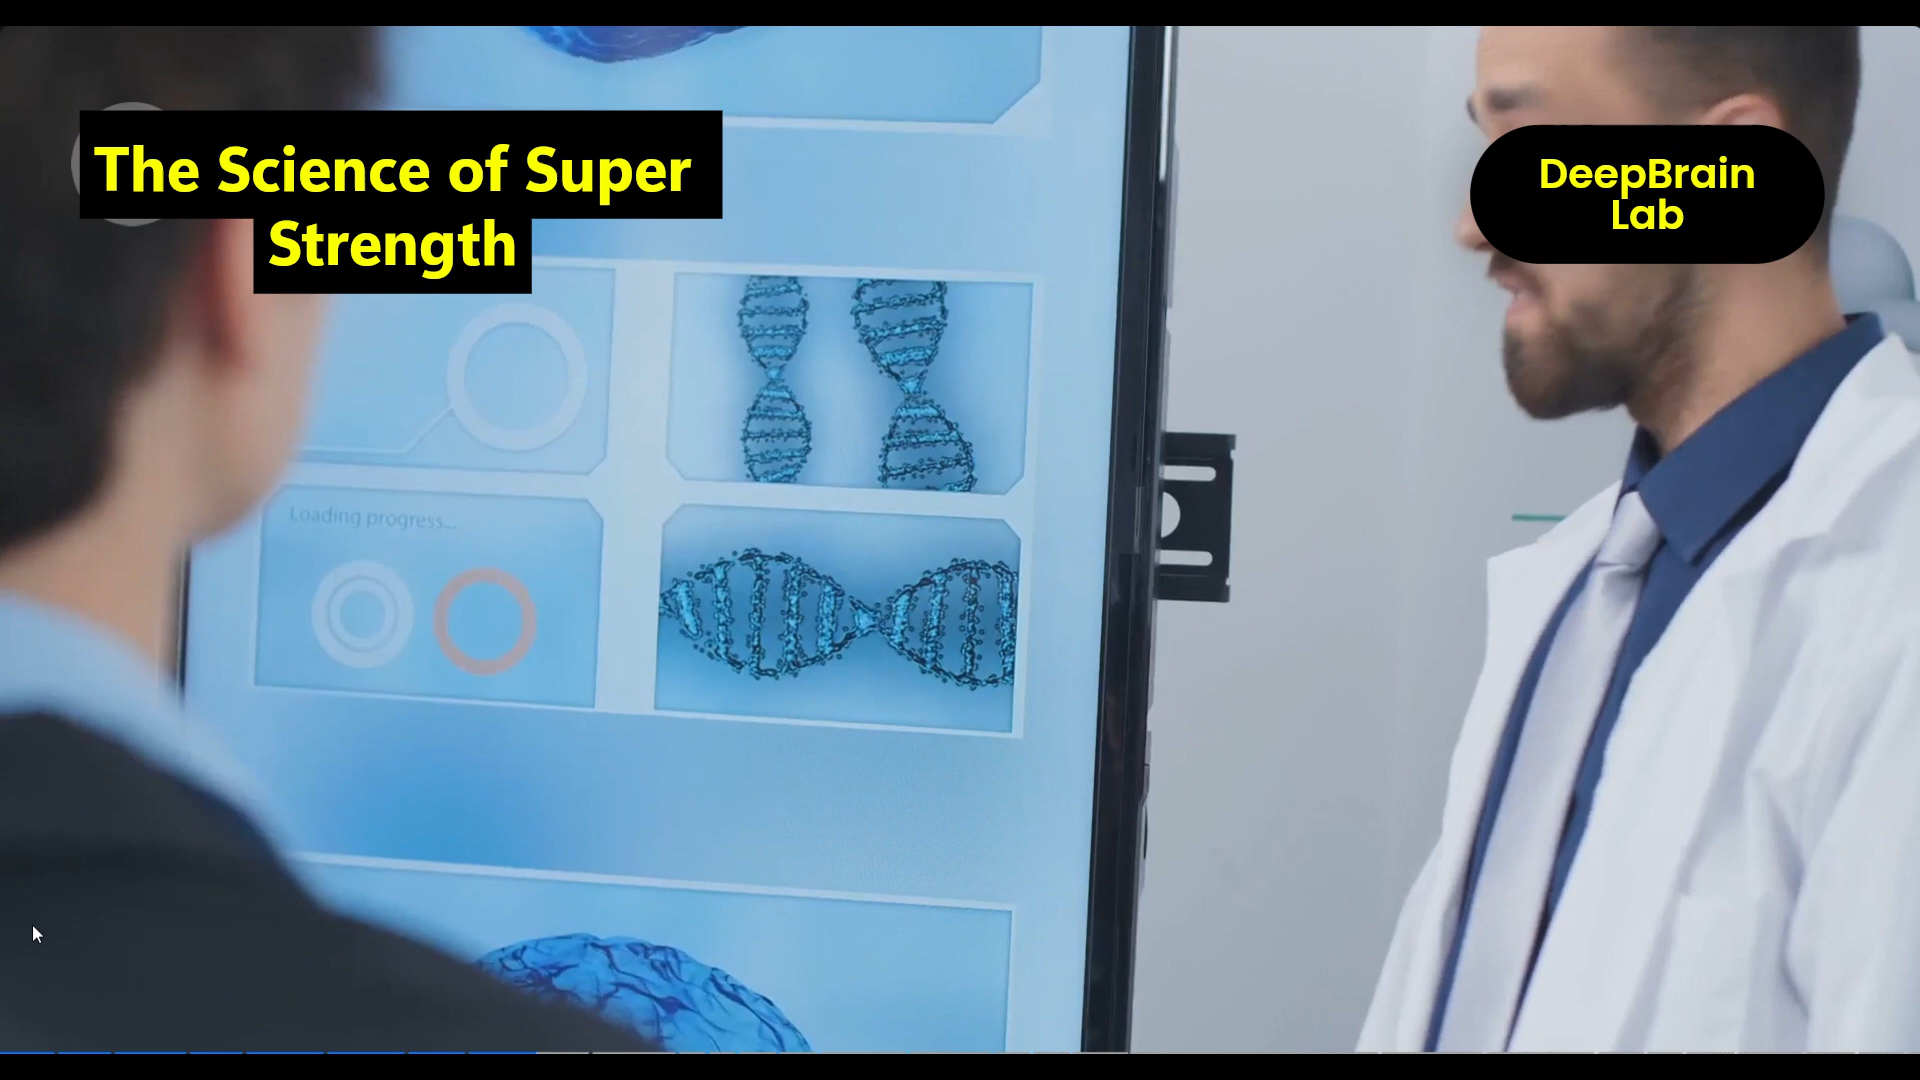 The Science of Super
Strength
DeepBrain
Lab
Loading progress...